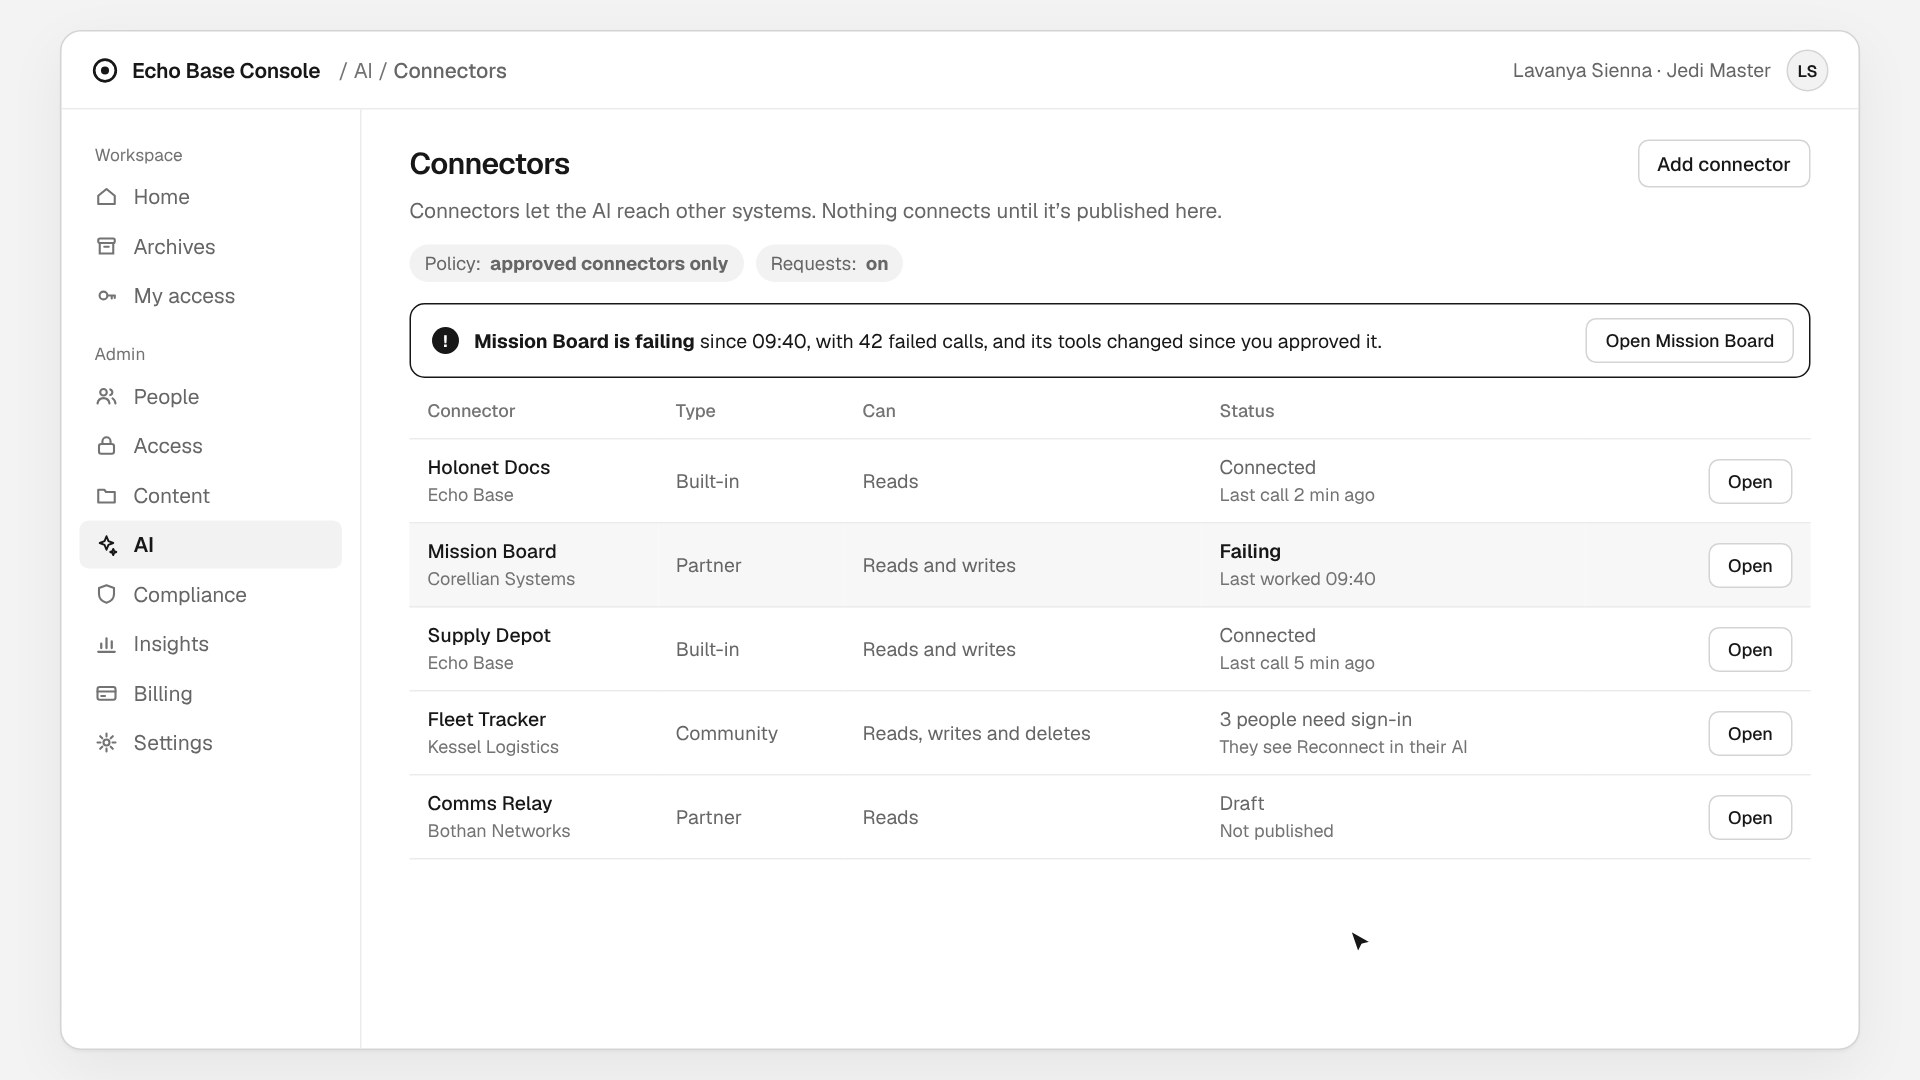 Echo Base Console / AI / Connectors
Lavanya Sienna · Jedi Master LS
Workspace
Home
Archives
My access
Admin
People
Access
Content
AI
Compliance
Insights
Billing
Settings
Connectors
Add connector
Connectors let the AI reach other systems. Nothing connects until it’s published here.
Policy: approved connectors only Requests: on
Mission Board is failing since 09:40, with 42 failed calls, and its tools changed since you approved it. Open Mission Board
Connector Type Can Status
Holonet Docs
Echo Base
Built-in
Reads
Connected
Last call 2 min ago
Open
Mission Board
Corellian Systems
Partner
Reads and writes
Failing
Last worked 09:40
Open
Supply Depot
Echo Base
Built-in
Reads and writes
Connected
Last call 5 min ago
Open
Fleet Tracker
Kessel Logistics
Community
Reads, writes and deletes
3 people need sign-in
They see Reconnect in their AI
Open
Comms Relay
Bothan Networks
Partner
Reads
Draft
Not published
Open